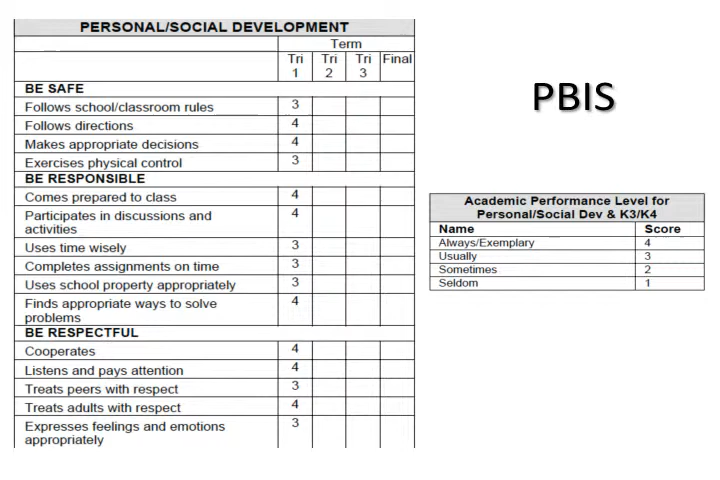 PERSONAL/SOCIAL DEVELOPMENT
Term
Tri 1 Tri 2 Tri 3 Final
BE SAFE
Follows school/classroom rules 3
Follows directions 4
Makes appropriate decisions 4
Exercises physical control 3
BE RESPONSIBLE
Comes prepared to class 4
Participates in discussions and 4
activities
Uses time wisely 3
Completes assignments on time 3
Uses school property appropriately 3
Finds appropriate ways to solve 4
problems
BE RESPECTFUL
Cooperates 4
Listens and pays attention 4
Treats peers with respect 3
Treats adults with respect 4
Expresses feelings and emotions 3
appropriately
PBIS
Academic Performance Level for
Personal/Social Dev & K3/K4
Name Score
Always/Exemplary 4
Usually 3
Sometimes 2
Seldom 1